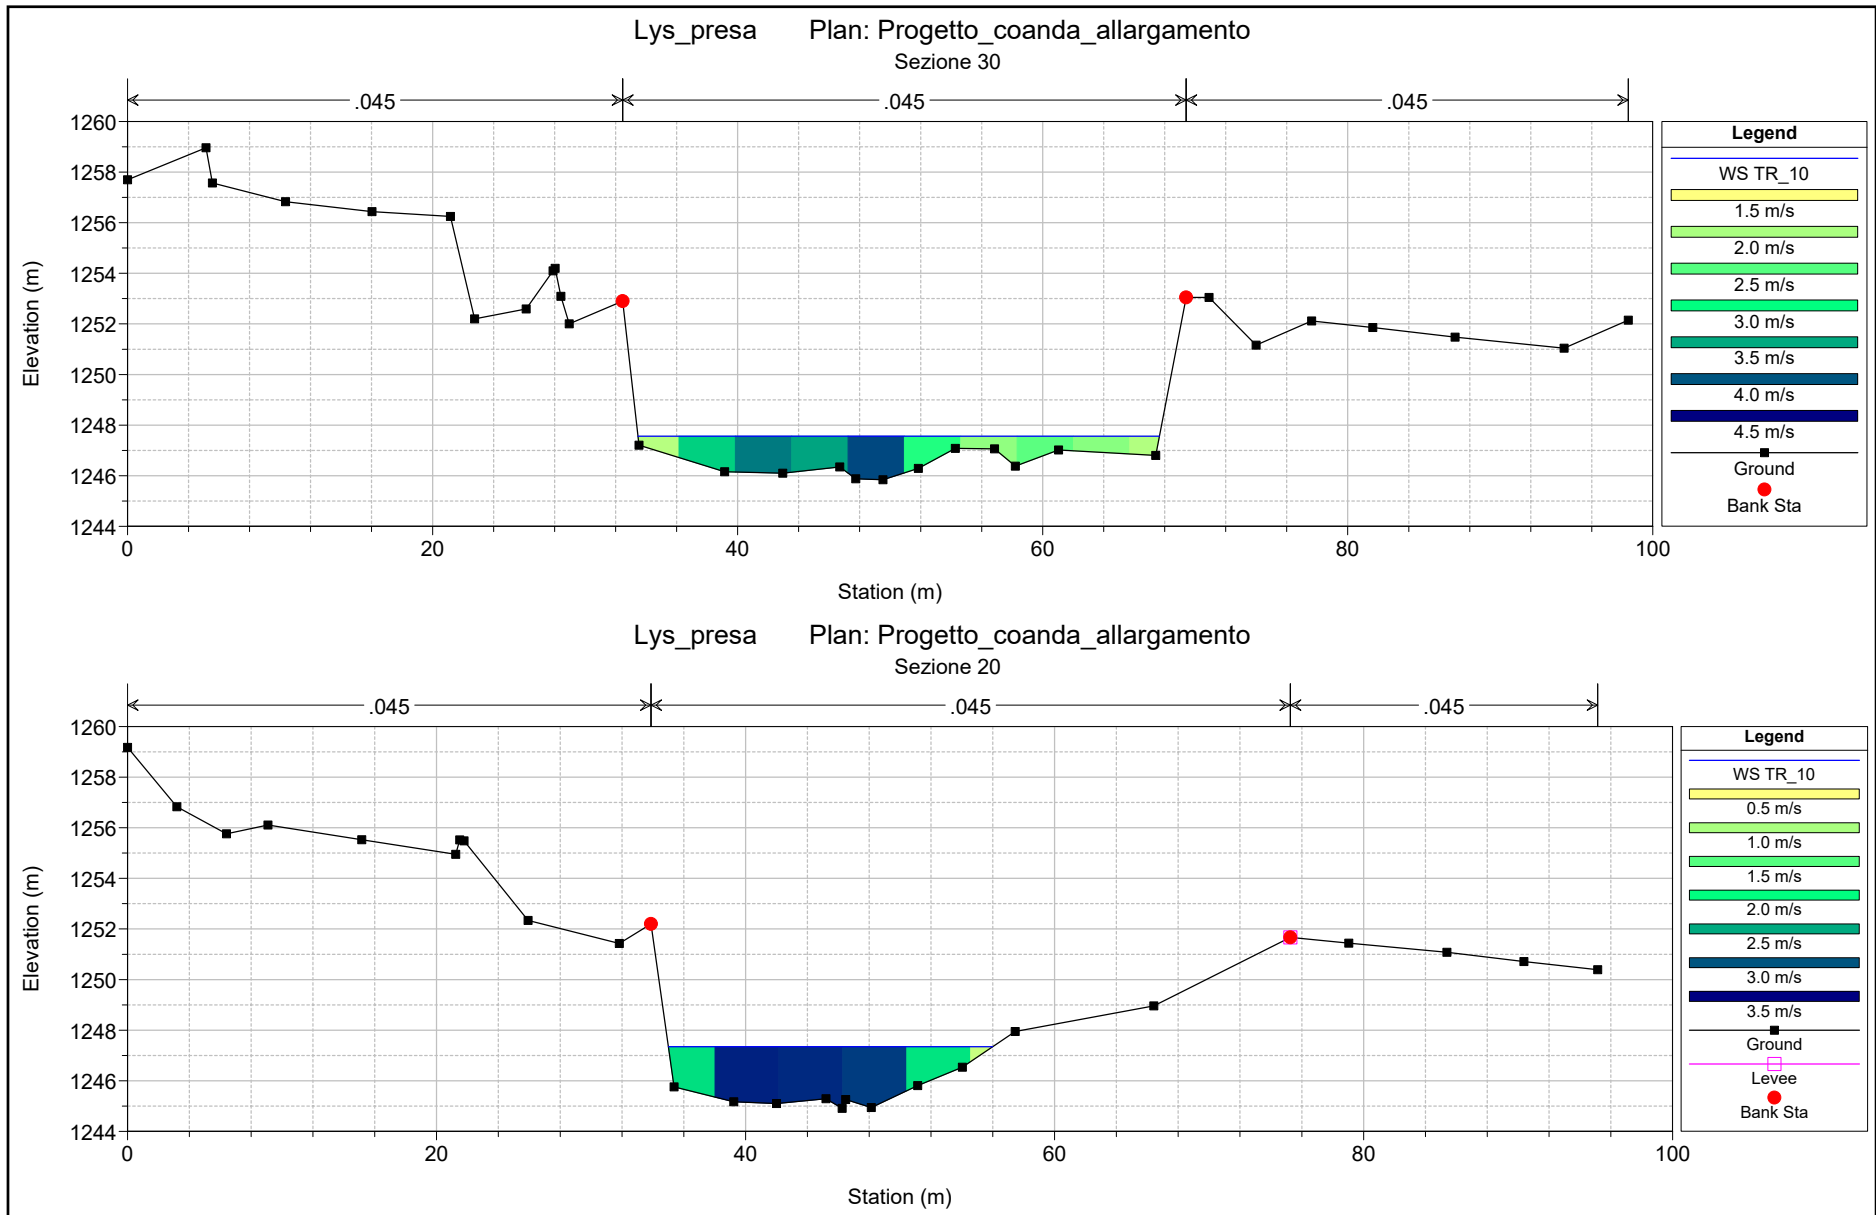 Lys_presa Plan: Progetto_coanda_allargamento
Sezione 30
.045 .045 .045
1260
1258
1256
1254
1252
1250
1248
1246
1244
Elevation (m)
0 20 40 60 80 100
Station (m)
Legend
WS TR_10
1.5 m/s
2.0 m/s
2.5 m/s
3.0 m/s
3.5 m/s
4.0 m/s
4.5 m/s
Ground
Bank Sta
Lys_presa Plan: Progetto_coanda_allargamento
Sezione 20
.045 .045 .045
1260
1258
1256
1254
1252
1250
1248
1246
1244
Elevation (m)
0 20 40 60 80 100
Station (m)
Legend
WS TR_10
0.5 m/s
1.0 m/s
1.5 m/s
2.0 m/s
2.5 m/s
3.0 m/s
3.5 m/s
Ground
Levee
Bank Sta